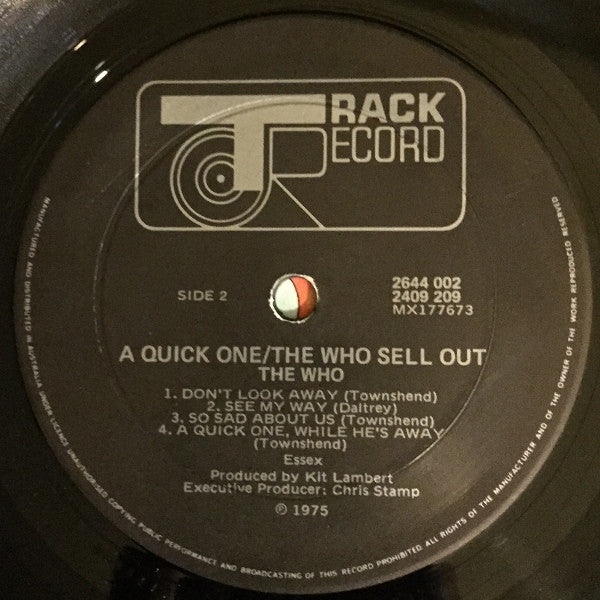 TRACK
RECORD
SIDE 2
2644 002
2409 209
MX177673
A QUICK ONE/THE WHO SELL OUT
THE WHO
1. DON'T LOOK AWAY (Townshend)
2. SEE MY WAY (Daltrey)
3. SO SAD ABOUT US (Townshend)
4. A QUICK ONE, WHILE HE'S AWAY
(Townshend)
Essex
Produced by Kit Lambert
Executive Producer: Chris Stamp
℗ 1975
MANUFACTURED AND DISTRIBUTED IN AUSTRALIA UNDER LICENCE UNAUTHORISED COPYING PUBLIC PERFORMANCE AND BROADCASTING OF THIS RECORD PROHIBITED ALL RIGHTS OF THE MANUFACTURER AND OF THE OWNER OF THE WORK REPRODUCED RESERVED